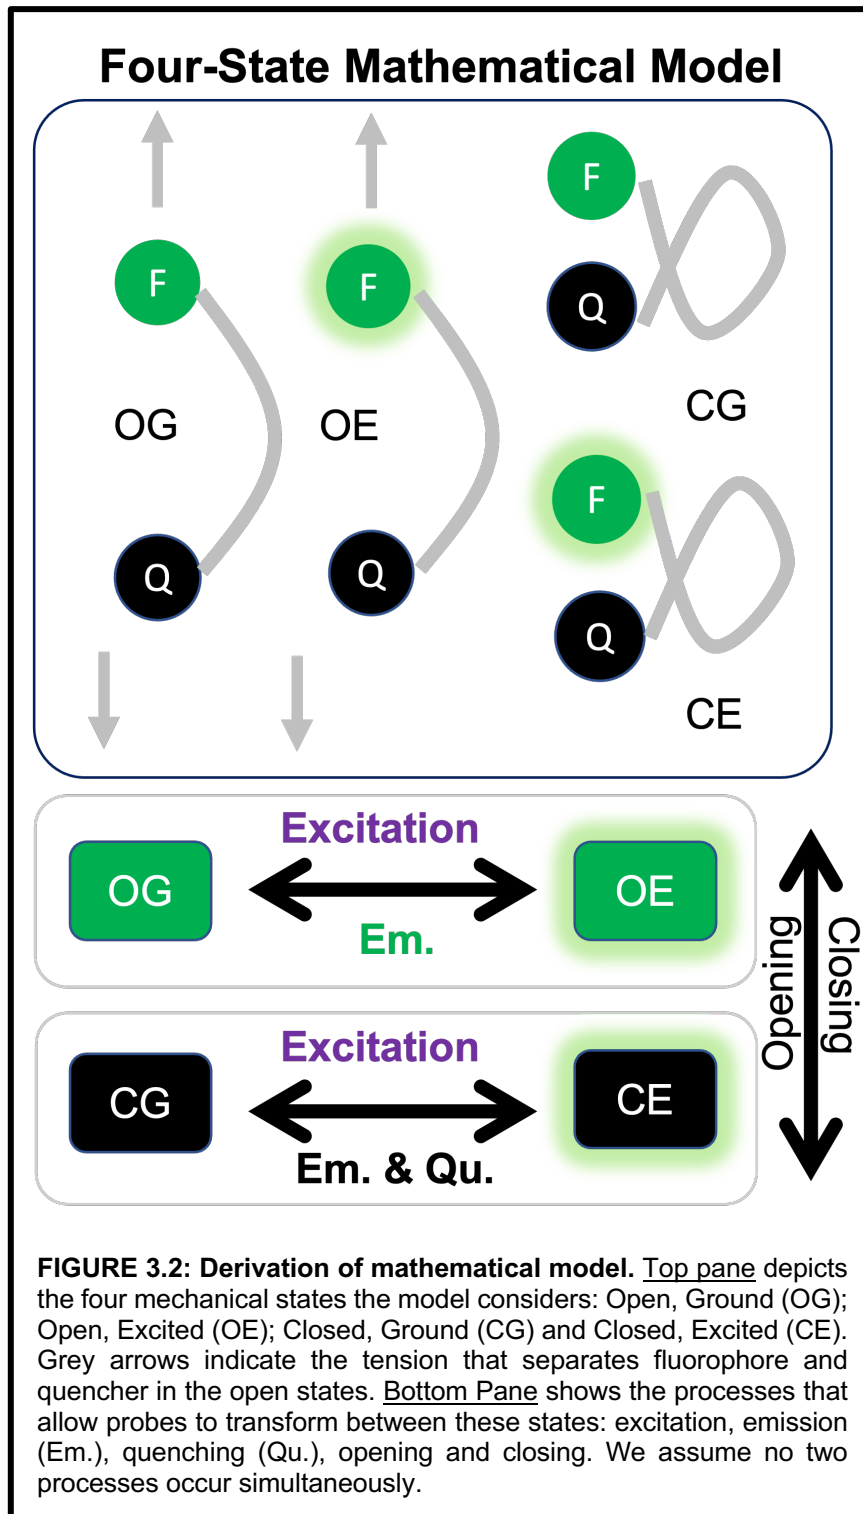 Four-State Mathematical Model
F
F
F
Q
OG
OE
CG
F
Q
Q
Q
CE
Excitation
OG
OE
Em.
Excitation
CG
CE
Em. & Qu.
Opening
Closing
FIGURE 3.2: Derivation of mathematical model. Top pane depicts
the four mechanical states the model considers: Open, Ground (OG);
Open, Excited (OE); Closed, Ground (CG) and Closed, Excited (CE).
Grey arrows indicate the tension that separates fluorophore and
quencher in the open states. Bottom Pane shows the processes that
allow probes to transform between these states: excitation, emission
(Em.), quenching (Qu.), opening and closing. We assume no two
processes occur simultaneously.